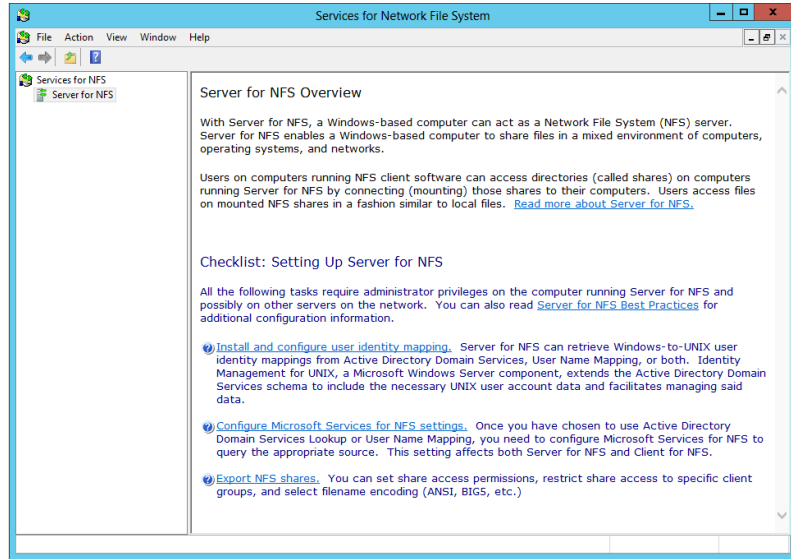 Services for Network File System
File Action View Window Help
Services for NFS
Server for NFS
Server for NFS Overview
With Server for NFS, a Windows-based computer can act as a Network File System (NFS) server.
Server for NFS enables a Windows-based computer to share files in a mixed environment of computers,
operating systems, and networks.
Users on computers running NFS client software can access directories (called shares) on computers
running Server for NFS by connecting (mounting) those shares to their computers. Users access files
on mounted NFS shares in a fashion similar to local files. Read more about Server for NFS.
Checklist: Setting Up Server for NFS
All the following tasks require administrator privileges on the computer running Server for NFS and
possibly on other servers on the network. You can also read Server for NFS Best Practices for
additional configuration information.
Install and configure user identity mapping. Server for NFS can retrieve Windows-to-UNIX user
identity mappings from Active Directory Domain Services, User Name Mapping, or both. Identity
Management for UNIX, a Microsoft Windows Server component, extends the Active Directory Domain
Services schema to include the necessary UNIX user account data and facilitates managing said
data.
Configure Microsoft Services for NFS settings. Once you have chosen to use Active Directory
Domain Services Lookup or User Name Mapping, you need to configure Microsoft Services for NFS to
query the appropriate source. This setting affects both Server for NFS and Client for NFS.
Export NFS shares. You can set share access permissions, restrict share access to specific client
groups, and select filename encoding (ANSI, BIG5, etc.)